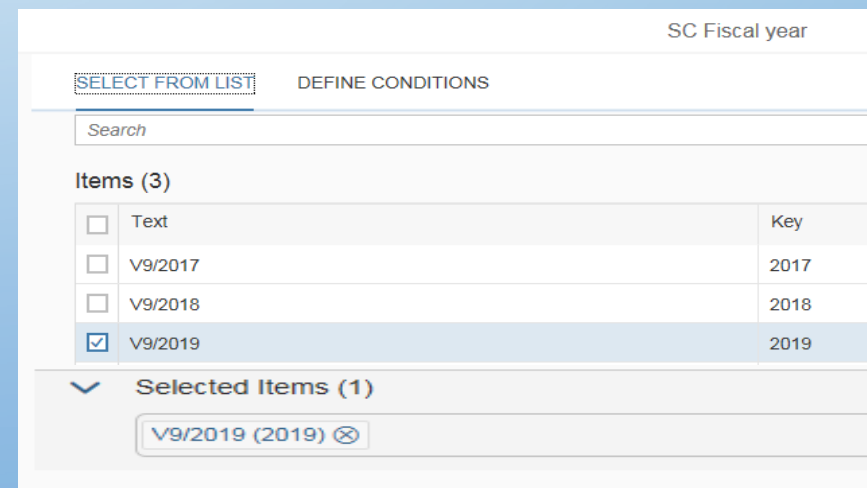 SC Fiscal year
SELECT FROM LIST DEFINE CONDITIONS
Search
Items (3)
Text Key
V9/2017 2017
V9/2018 2018
V9/2019 2019
Selected Items (1)
V9/2019 (2019)